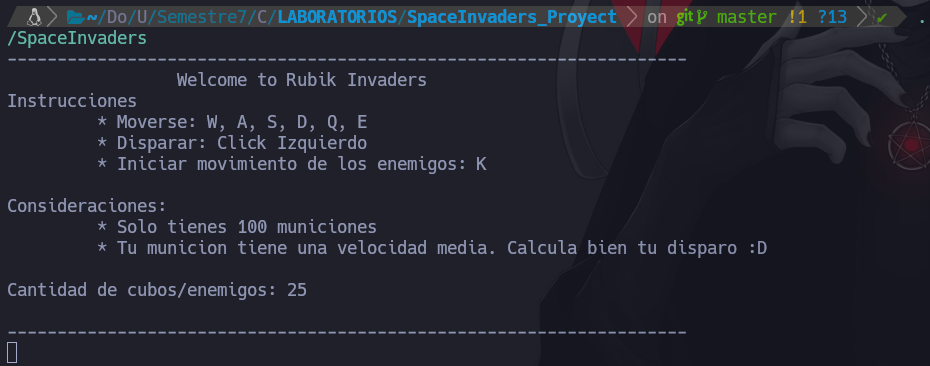 ~/Do/U/Semestre7/C/LABORATORIOS/SpaceInvaders_Proyect on git master !1 ?13 ✔ .
/SpaceInvaders
--------------------------------------------------------------------
Welcome to Rubik Invaders
Instrucciones
* Moverse: W, A, S, D, Q, E
* Disparar: Click Izquierdo
* Iniciar movimiento de los enemigos: K
Consideraciones:
* Solo tienes 100 municiones
* Tu municion tiene una velocidad media. Calcula bien tu disparo :D
Cantidad de cubos/enemigos: 25
--------------------------------------------------------------------